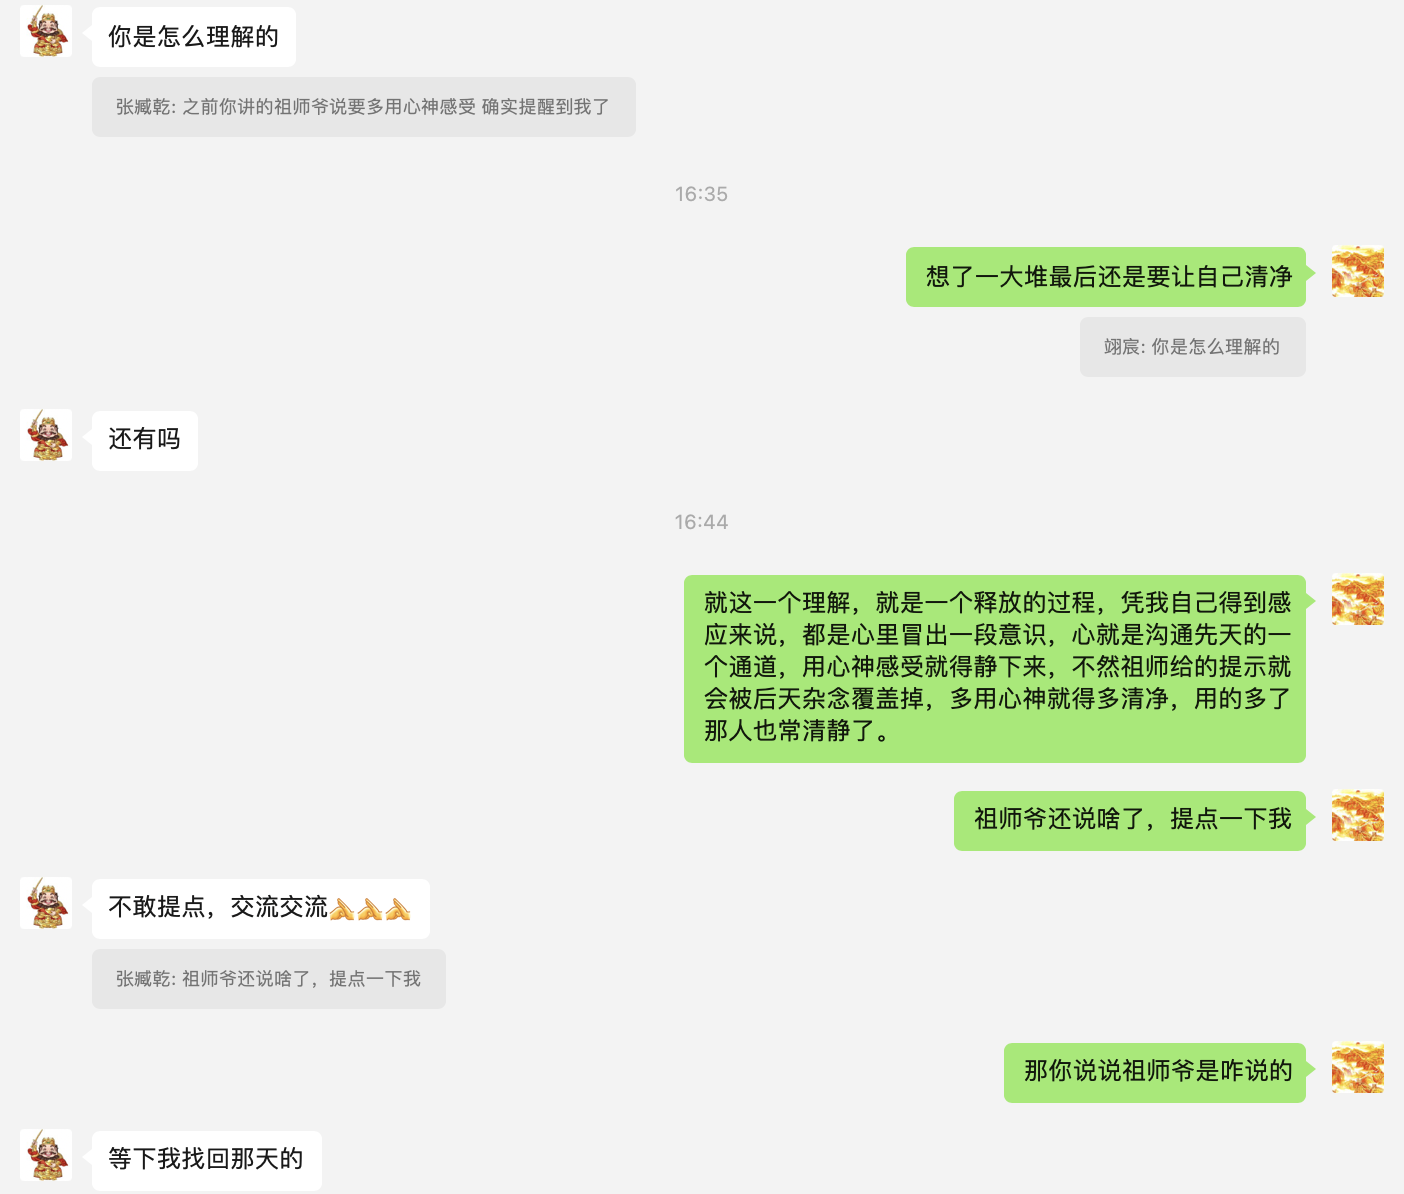 你是怎么理解的
张臧乾: 之前你讲的祖师爷说要多用心神感受 确实提醒到我了
16:35
想了一大堆最后还是要让自己清净
翊宸: 你是怎么理解的
还有吗
16:44
就这一个理解，就是一个释放的过程，凭我自己得到感
应来说，都是心里冒出一段意识，心就是沟通先天的一
个通道，用心神感受就得静下来，不然祖师给的提示就
会被后天杂念覆盖掉，多用心神就得多清净，用的多了
那人也常清静了。
祖师爷还说啥了，提点一下我
不敢提点，交流交流
张臧乾: 祖师爷还说啥了，提点一下我
那你说说祖师爷是咋说的
等下我找回那天的